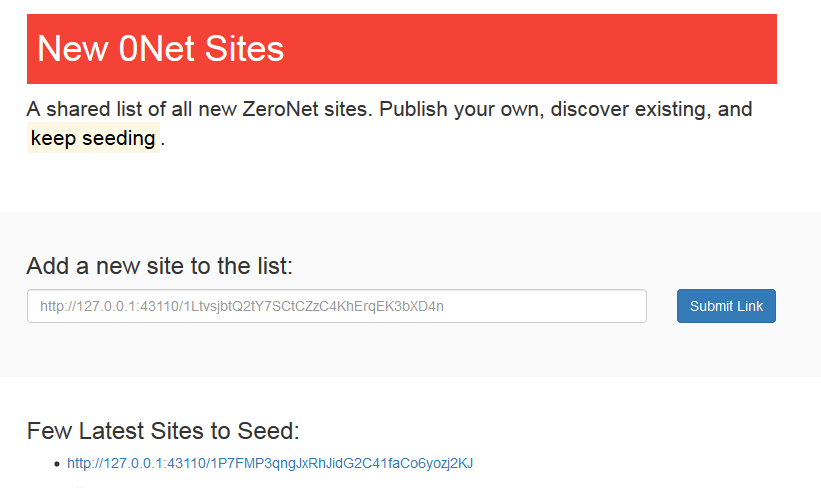 New 0Net Sites
A shared list of all new ZeroNet sites. Publish your own, discover existing, and
keep seeding.
Add a new site to the list:
http://127.0.0.1:43110/1LtvsjbtQ2tY7SCtCZzC4KhErqEK3bXD4n
Submit Link
Few Latest Sites to Seed:
http://127.0.0.1:43110/1P7FMP3qngJxRhJidG2C41faCo6yozj2KJ